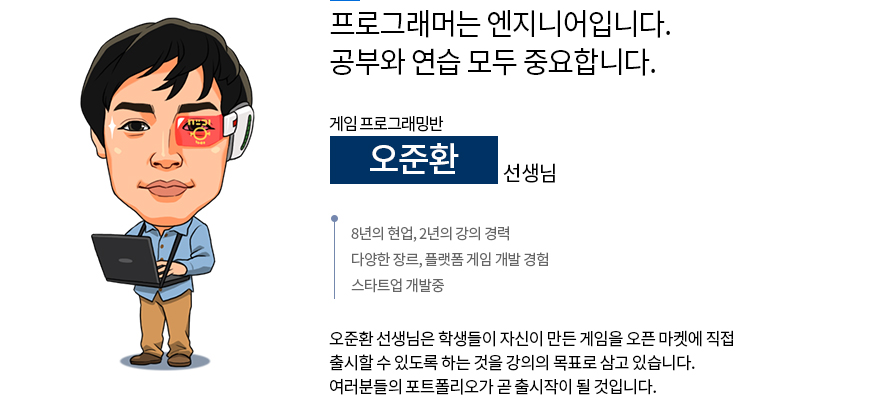 프로그래머는 엔지니어입니다.
공부와 연습 모두 중요합니다.
게임 프로그래밍반
오준환 선생님
8년의 현업, 2년의 강의 경력
다양한 장르, 플랫폼 게임 개발 경험
스타트업 개발중
오준환 선생님은 학생들이 자신이 만든 게임을 오픈 마켓에 직접
출시할 수 있도록 하는 것을 강의의 목표로 삼고 있습니다.
여러분들의 포트폴리오가 곧 출시작이 될 것입니다.